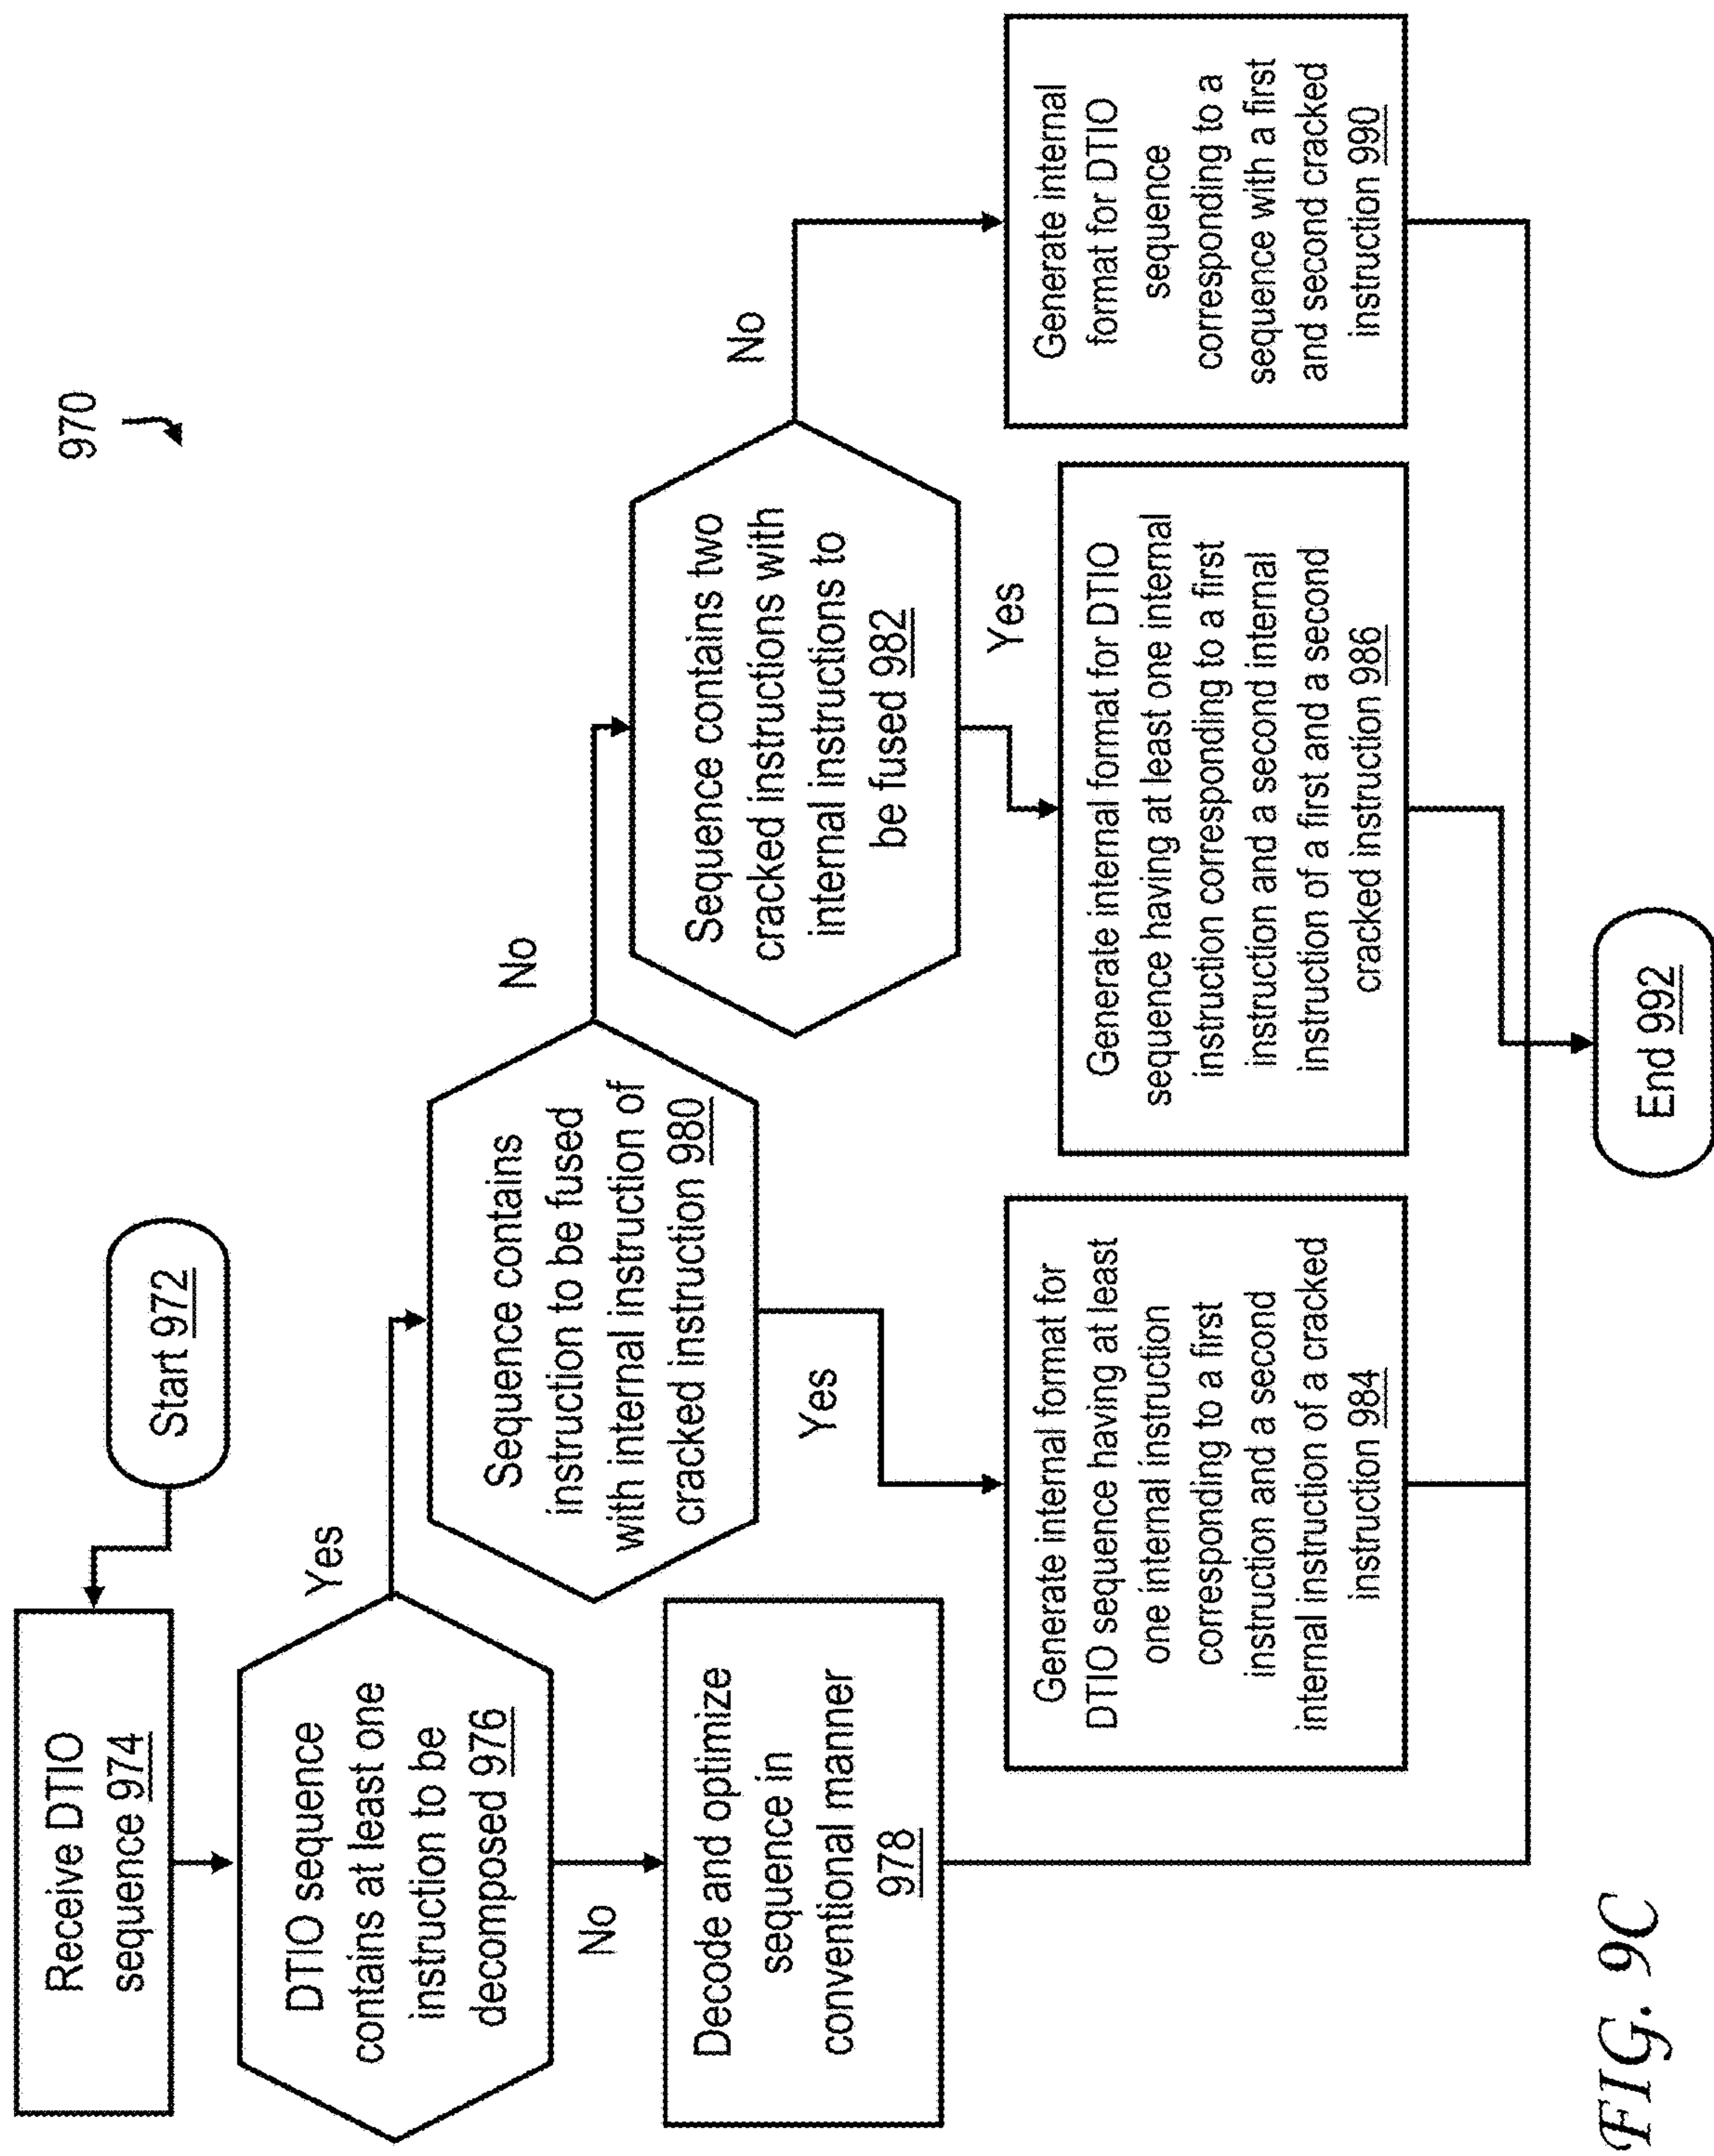 970
Start 972
Receive DTIO
sequence 974
DTIO sequence
contains at least one
instruction to be
decomposed 976
Yes
No
Decode and optimize
sequence in
conventional manner
978
Sequence contains
instruction to be fused
with internal instruction of
cracked instruction 980
No
Yes
Sequence contains two
cracked instructions with
internal instructions to
be fused 982
No
Yes
Generate internal format for
DTIO sequence having at least
one internal instruction
corresponding to a first
instruction and a second
internal instruction of a cracked
instruction 984
Generate internal format for DTIO
sequence having at least one internal
instruction corresponding to a first
instruction and a second internal
instruction of a first and a second
cracked instruction 986
Generate internal
format for DTIO
sequence
corresponding to a
sequence with a first
and second cracked
instruction 990
End 992
FIG. 9C